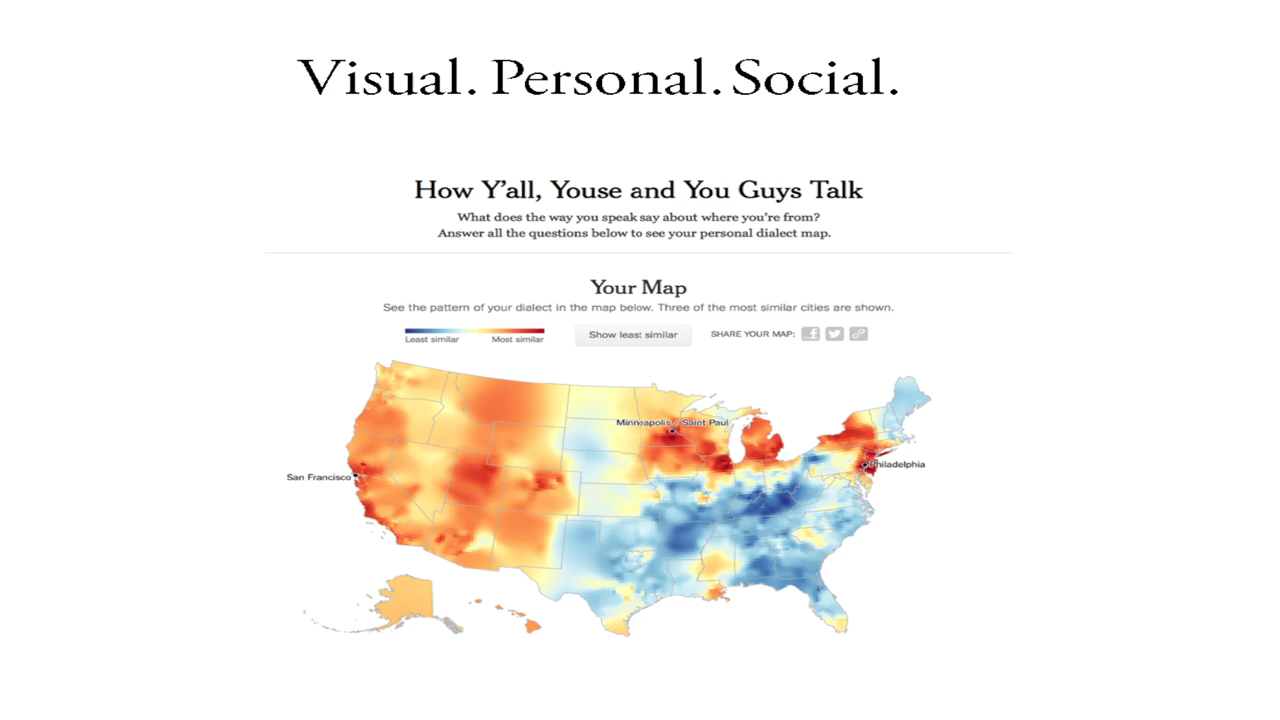 Visual. Personal. Social.
How Y'all, Youse and You Guys Talk
What does the way you speak say about where you're from?
Answer all the questions below to see your personal dialect map.
Your Map
See the pattern of your dialect in the map below. Three of the most similar cities are shown.
Least similar Most similar
Show least similar
SHARE YOUR MAP:
Minneapolis / Saint Paul
Philadelphia
San Francisco